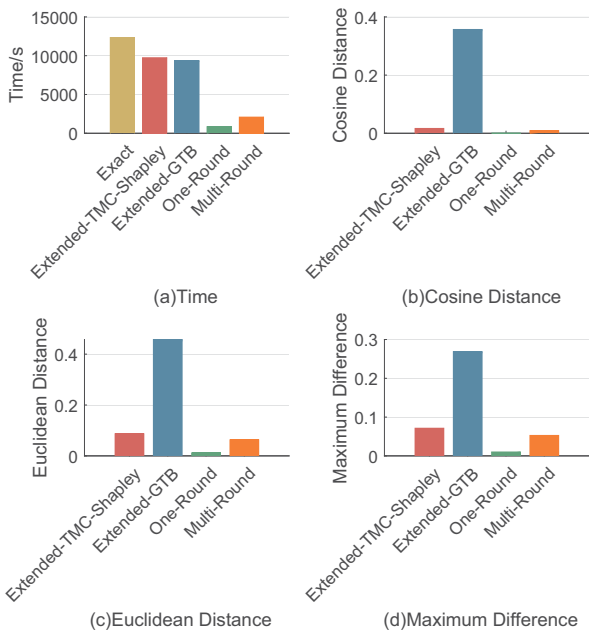 Time/s
15000
10000
5000
0
Exact
Extended-TMC-Shapley
Extended-GTB
One-Round
Multi-Round
(a)Time
Cosine Distance
0.4
0.2
0
Extended-TMC-Shapley
Extended-GTB
One-Round
Multi-Round
(b)Cosine Distance
Euclidean Distance
0.4
0.2
0
Extended-TMC-Shapley
Extended-GTB
One-Round
Multi-Round
(c)Euclidean Distance
Maximum Difference
0.3
0.2
0.1
0
Extended-TMC-Shapley
Extended-GTB
One-Round
Multi-Round
(d)Maximum Difference